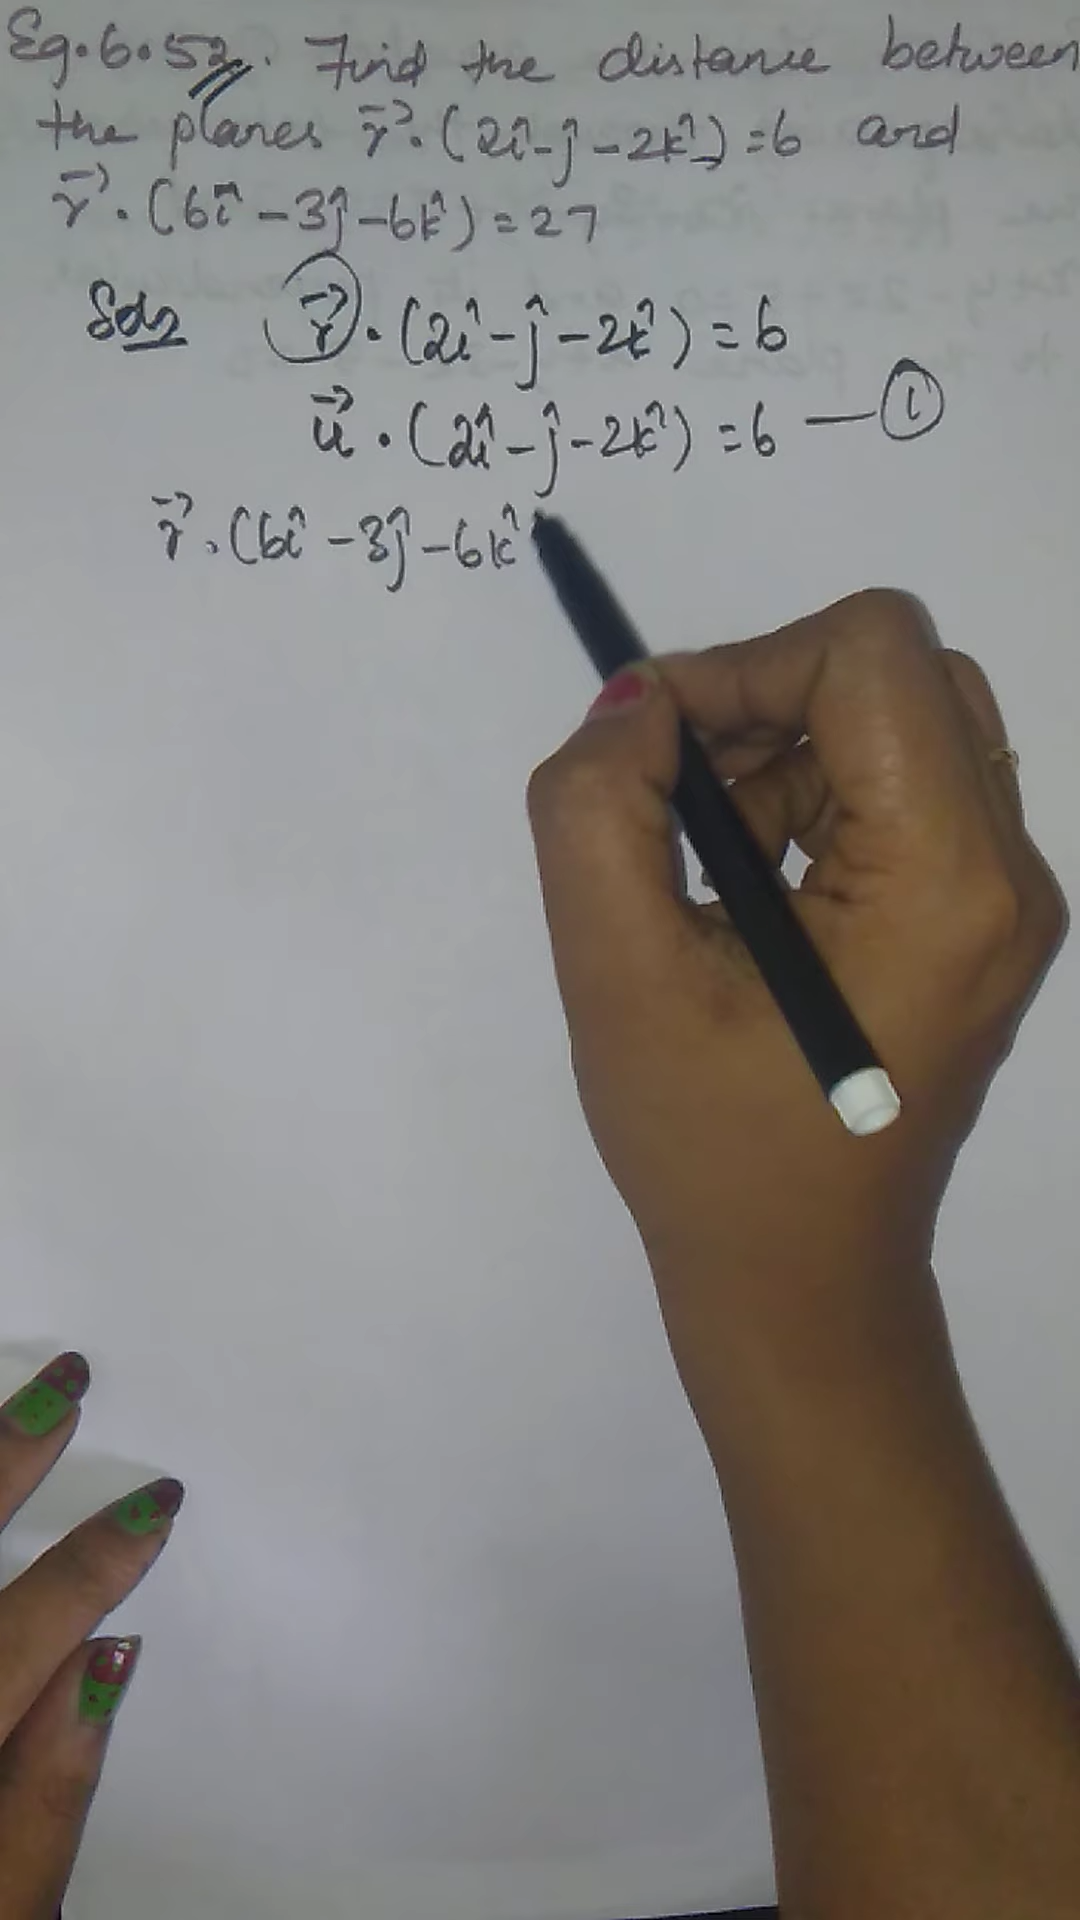 Eg.6.52. Find the distance between
the planes r⃗.(2î-ĵ-2k̂)=6 and
r⃗.(6î-3ĵ-6k̂)=27
Soln r⃗.(2î-ĵ-2k̂)=6
u⃗.(2î-ĵ-2k̂)=6 — ①
r⃗.(6î-3ĵ-6k̂